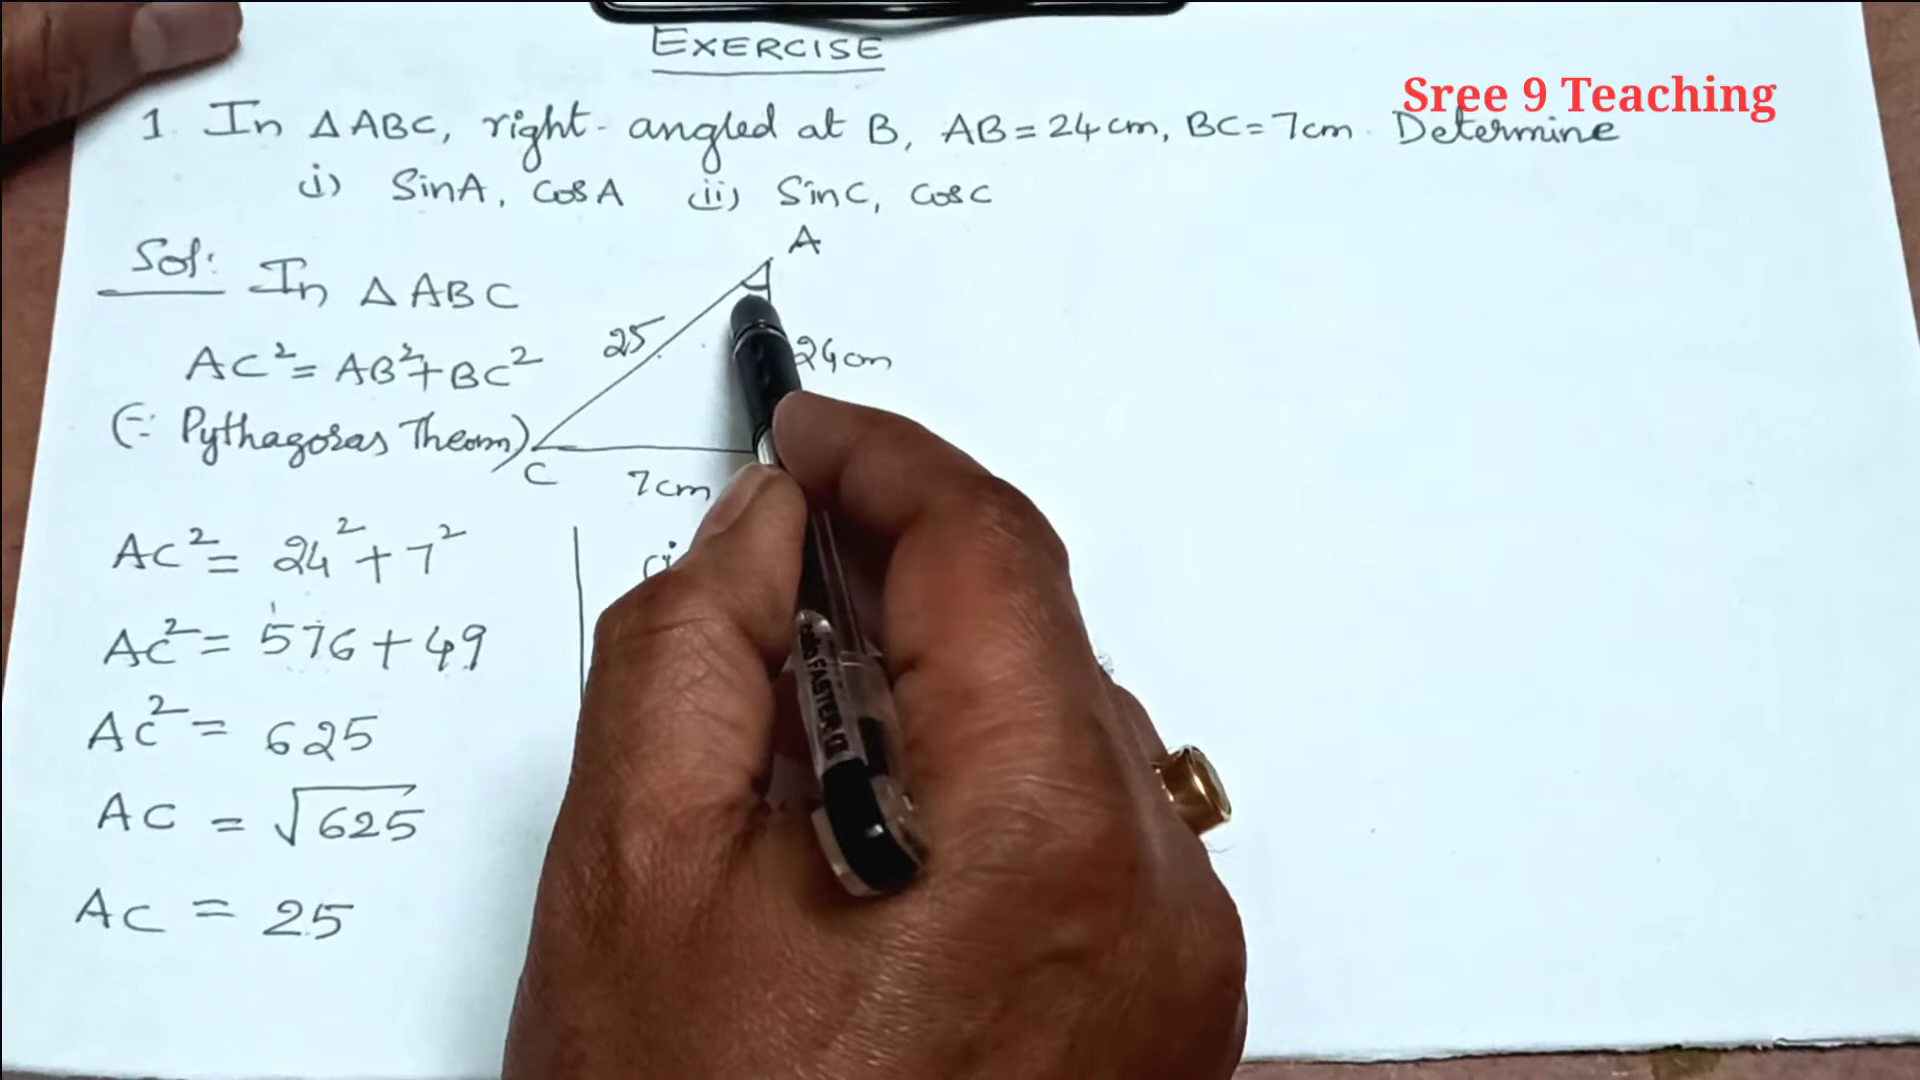 EXERCISE
Sree 9 Teaching
1. In △ABC, right-angled at B, AB = 24cm, BC = 7cm. Determine
(i) SinA, CosA (ii) SinC, CosC
Sol: In △ABC
A
AC² = AB² + BC²
25
24cm
(∵ Pythagoras Theorm)
C
7cm
AC² = 24² + 7²
(i
AC² = 576 + 49
AC² = 625
AC = √625
AC = 25
FASTER